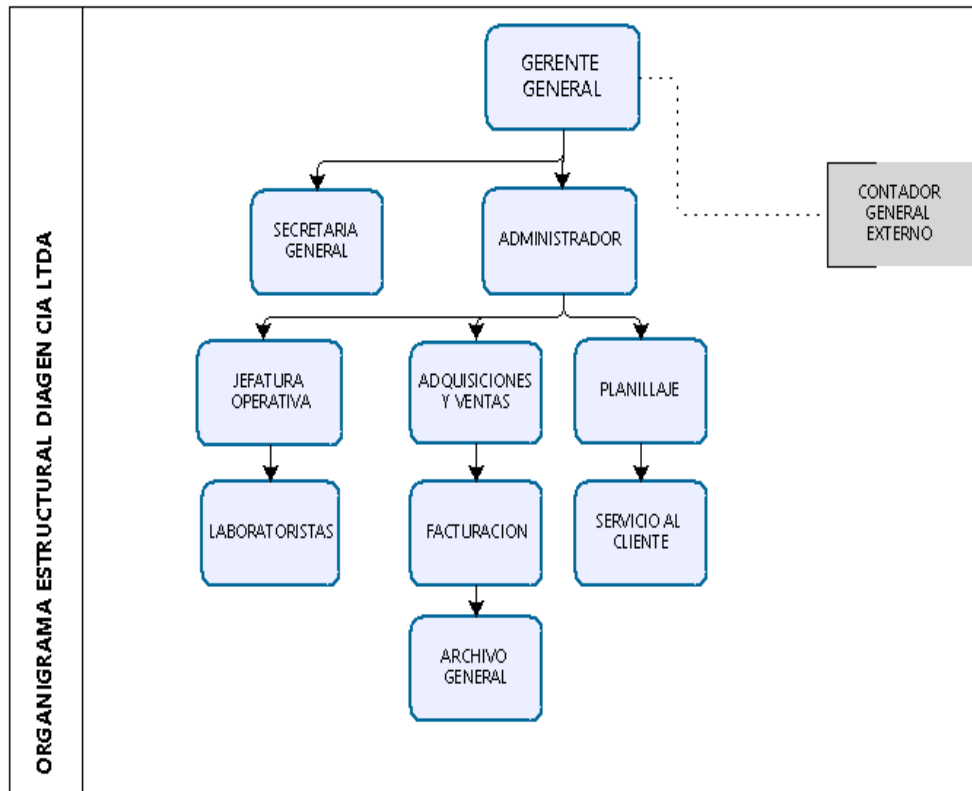 ORGANIGRAMA ESTRUCTURAL DIAGEN CIA LTDA
GERENTE
GENERAL
CONTADOR
GENERAL
EXTERNO
SECRETARIA
GENERAL
ADMINISTRADOR
JEFATURA
OPERATIVA
ADQUISICIONES
Y VENTAS
PLANILLAJE
LABORATORISTAS
FACTURACION
SERVICIO AL
CLIENTE
ARCHIVO
GENERAL